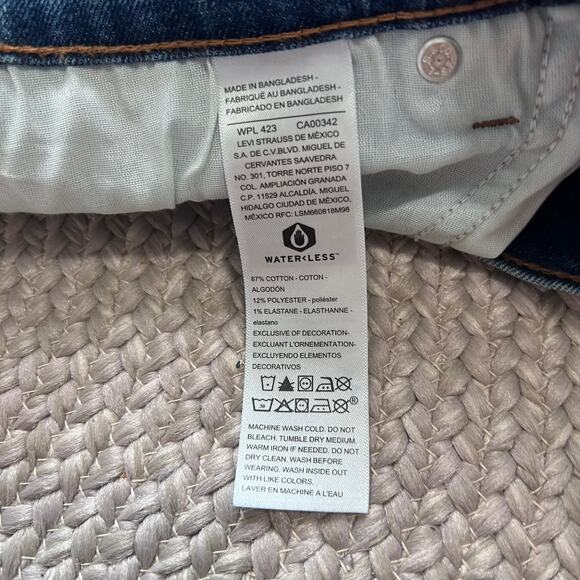 MADE IN BANGLADESH -
FABRIQUÉ AU BANGLADESH -
FABRICADO EN BANGLADESH
WPL 423 CA00342
LEVI STRAUSS DE MÉXICO
S.A. DE C.V.BLVD. MIGUEL DE
CERVANTES SAAVEDRA
NO. 301, TORRE NORTE PISO 7
COL. AMPLIACIÓN GRANADA
C.P. 11529 ALCALDÍA, MIGUEL
HIDALGO CIUDAD DE MÉXICO,
MÉXICO RFC: LSM660818M98
WATER<LESS™
87% COTTON - COTON -
ALGODÓN
12% POLYESTER - poliéster
1% ELASTANE - ELASTHANNE -
elastano
EXCLUSIVE OF DECORATION-
EXCLUANT L'ORNEMENTATION-
EXCLUYENDO ELEMENTOS
DECORATIVOS
30 ®
MACHINE WASH COLD. DO NOT
BLEACH. TUMBLE DRY MEDIUM.
WARM IRON IF NEEDED. DO NOT
DRY CLEAN. WASH BEFORE
WEARING. WASH INSIDE OUT
WITH LIKE COLORS.
LAVER EN MACHINE A L'EAU